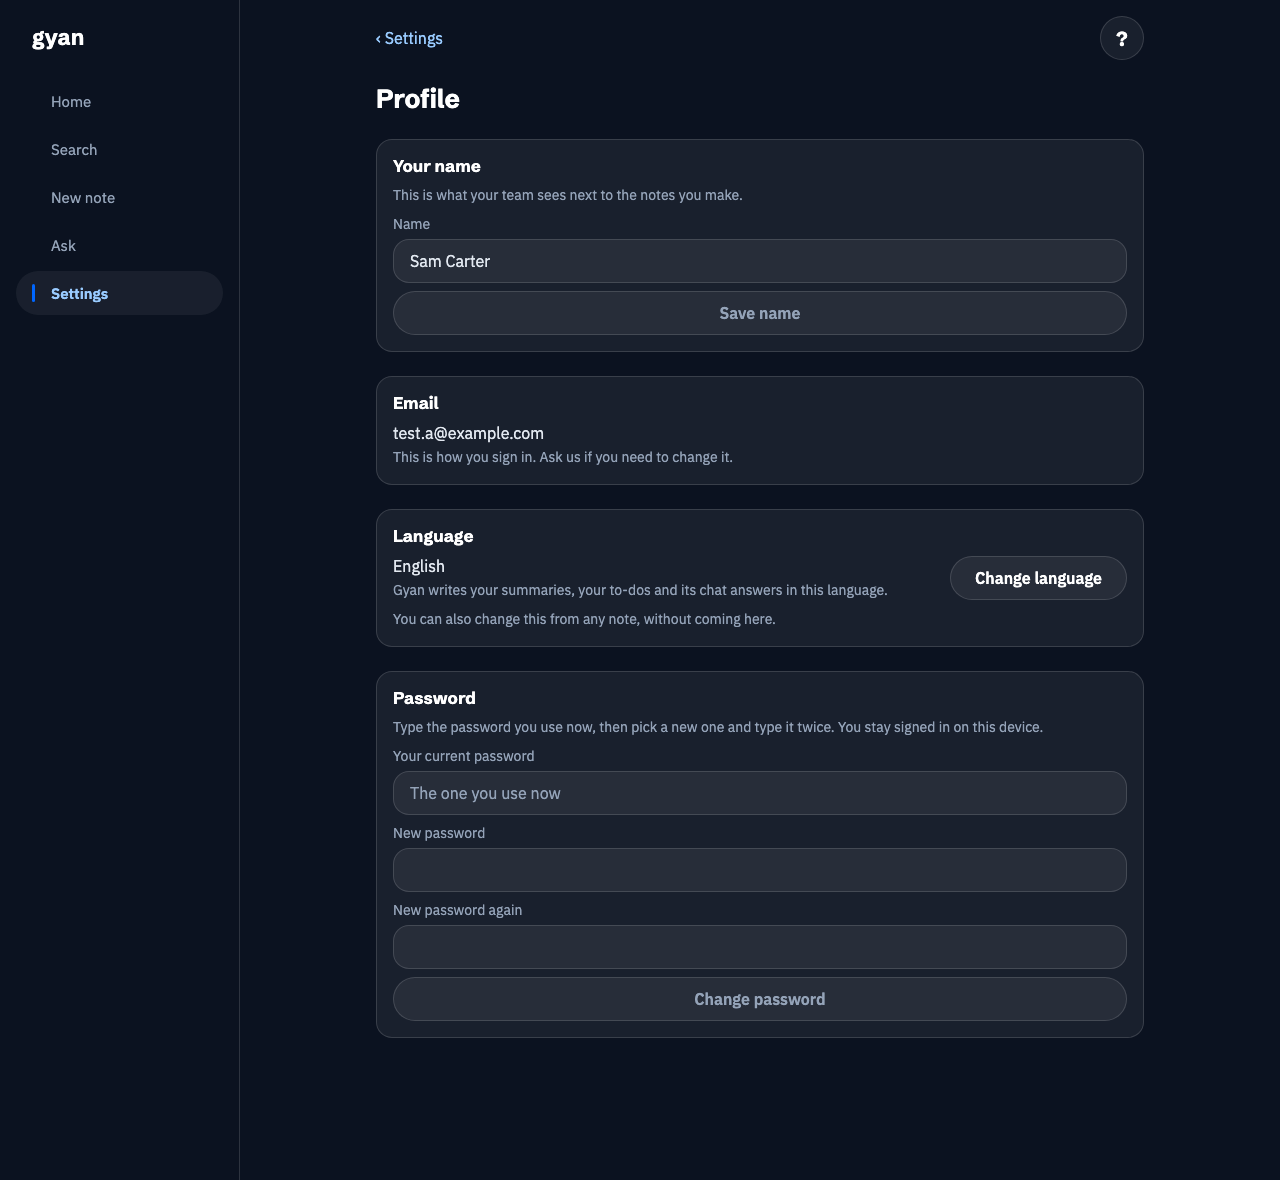 gyan
Home
Search
New note
Ask
Settings
‹ Settings
?
Profile
Your name
This is what your team sees next to the notes you make.
Name
Sam Carter
Save name
Email
test.a@example.com
This is how you sign in. Ask us if you need to change it.
Language
English
Gyan writes your summaries, your to-dos and its chat answers in this language.
You can also change this from any note, without coming here.
Change language
Password
Type the password you use now, then pick a new one and type it twice. You stay signed in on this device.
Your current password
The one you use now
New password
New password again
Change password